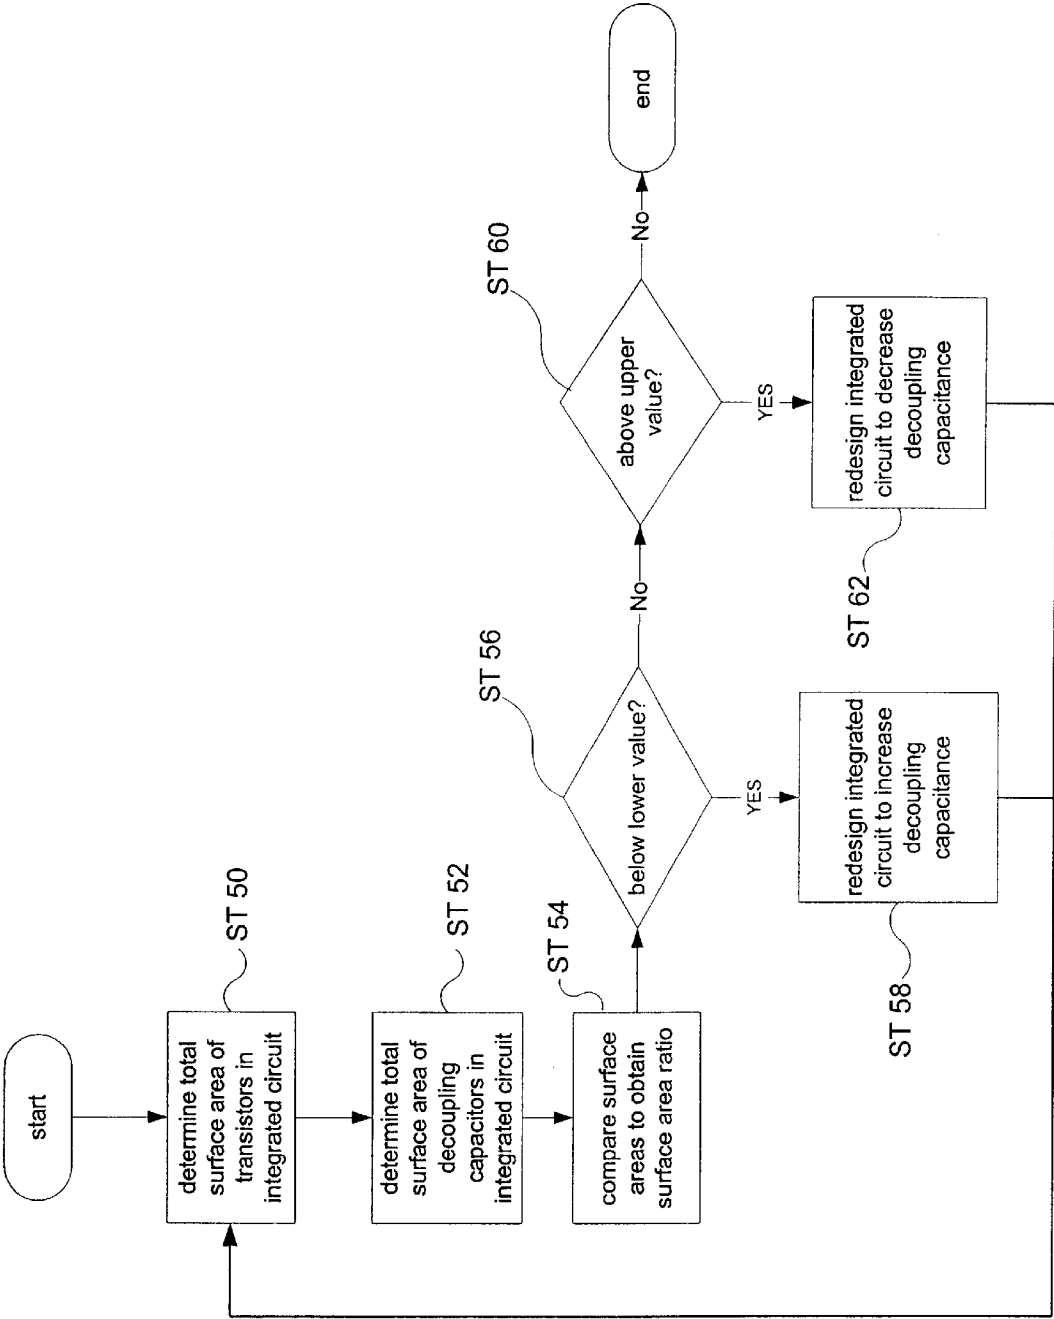 start
ST 50
determine total
surface area of
transistors in
integrated circuit
ST 52
determine total
surface area of
decoupling
capacitors in
integrated circuit
ST 54
compare surface
areas to obtain
surface area ratio
ST 56
below lower value?
YES
No
ST 58
redesign integrated
circuit to increase
decoupling
capacitance
ST 60
above upper
value?
YES
No
ST 62
redesign integrated
circuit to decrease
decoupling
capacitance
end